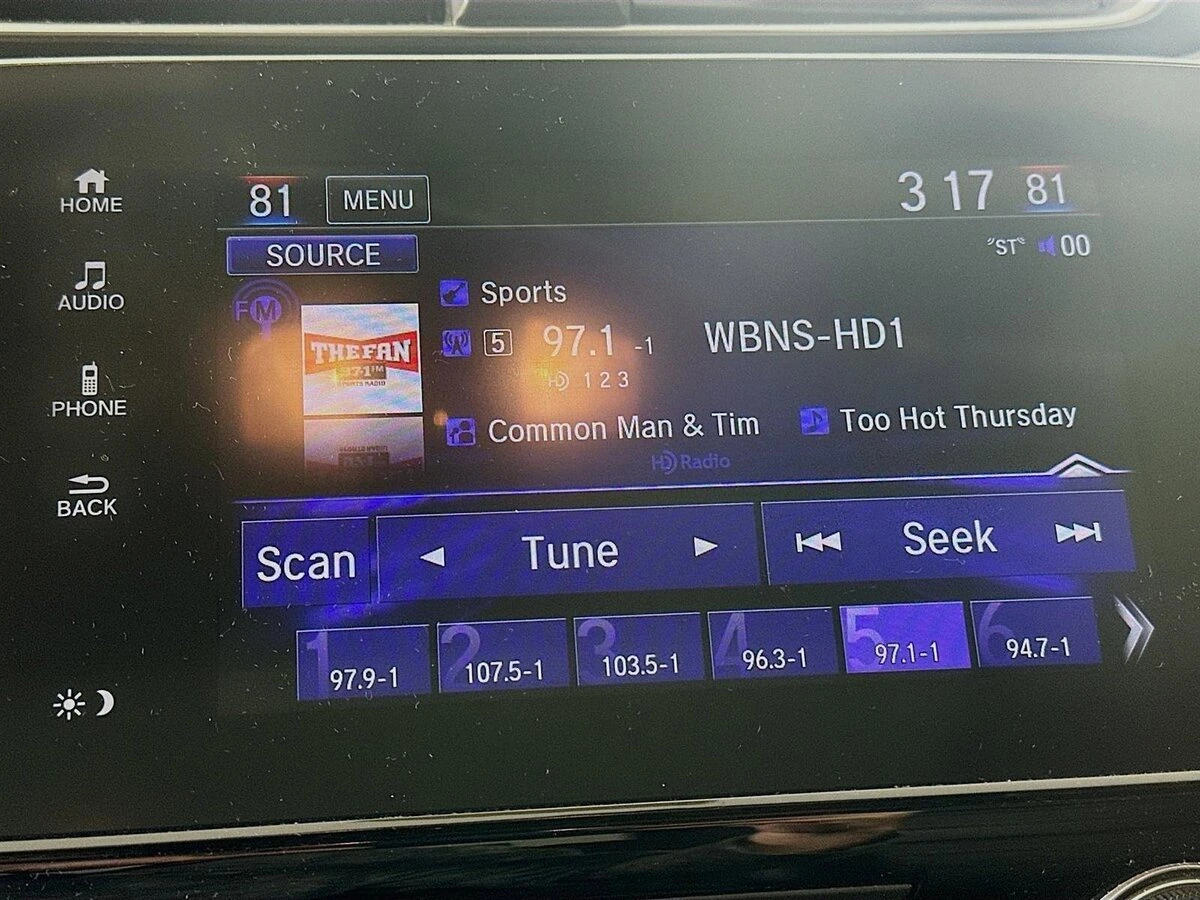 HOME
AUDIO
PHONE
BACK
81 MENU 3 17 81
SOURCE "ST" 00
FM
THE FAN
97.1 FM
SPORTS RADIO
Sports
5 97.1 -1 WBNS-HD1
HD 1 2 3
Common Man & Tim Too Hot Thursday
HD Radio
Scan Tune Seek
1 97.9-1 2 107.5-1 3 103.5-1 4 96.3-1 5 97.1-1 6 94.7-1